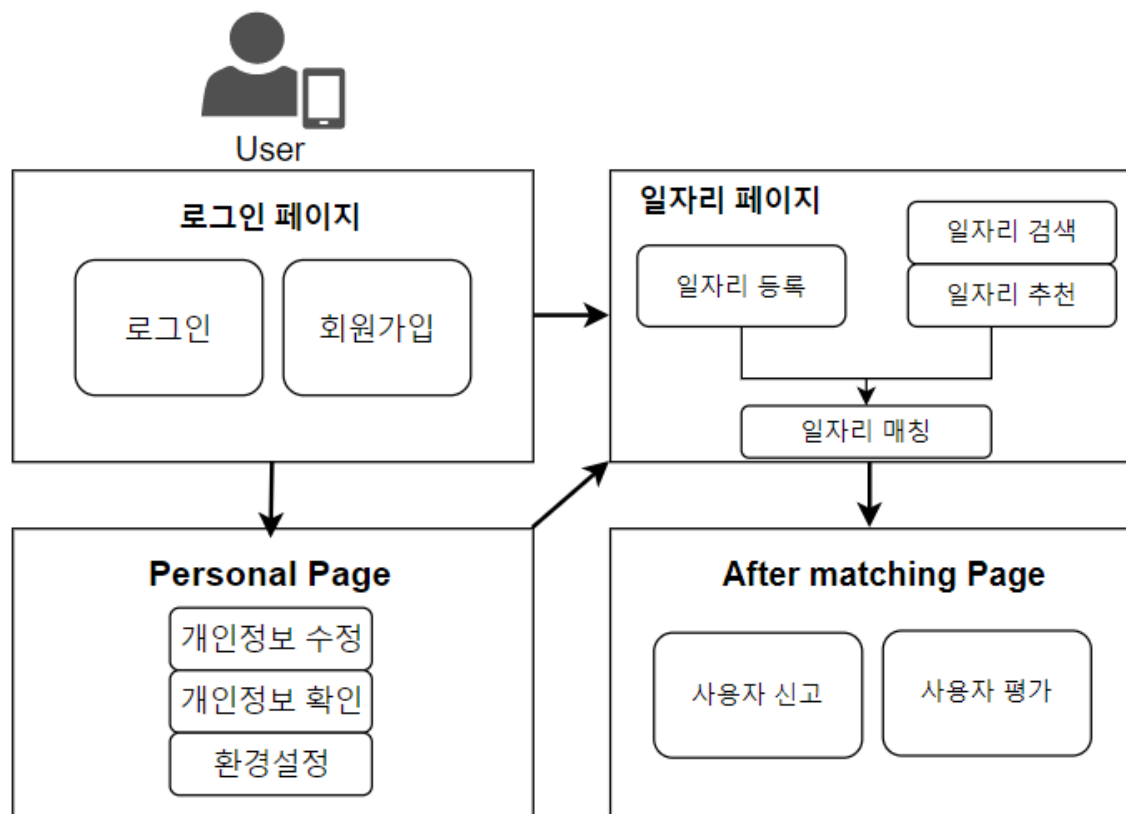 User
로그인 페이지
로그인
회원가입
일자리 페이지
일자리 등록
일자리 검색
일자리 추천
일자리 매칭
Personal Page
개인정보 수정
개인정보 확인
환경설정
After matching Page
사용자 신고
사용자 평가